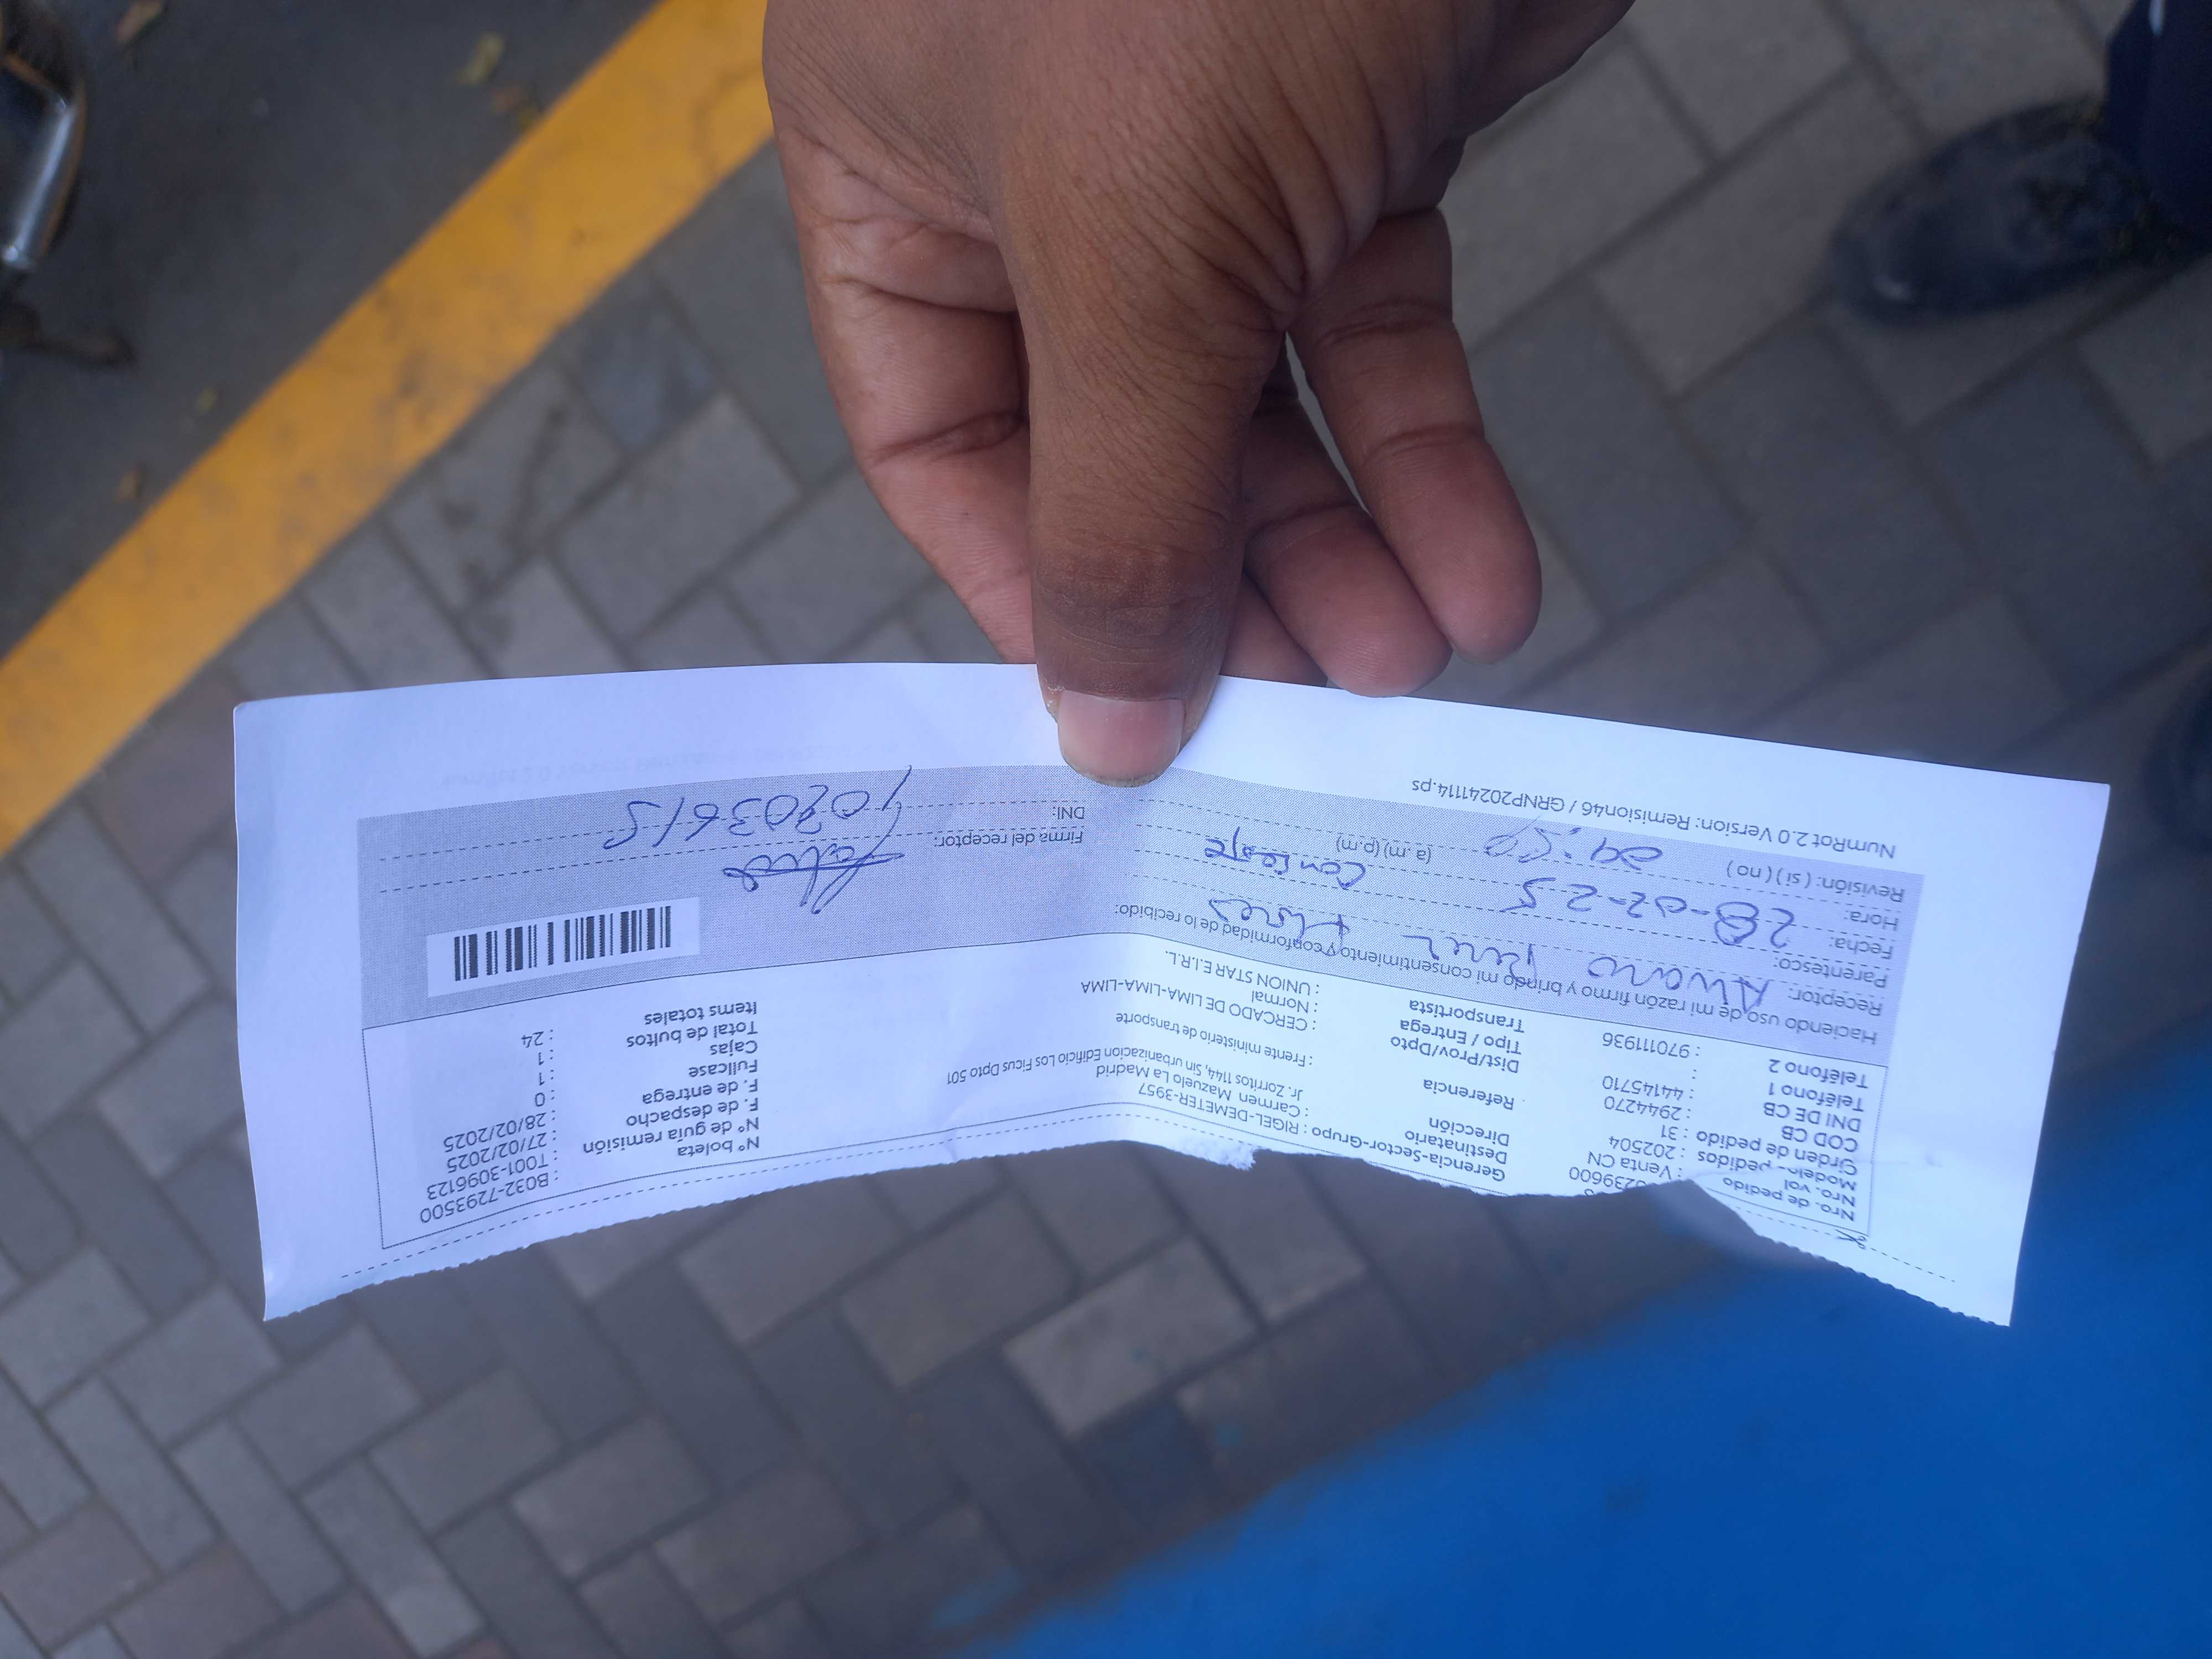 Nro. de pedido 0239600
Nro. vol : Venta CN
Modelo - pedidos : 202504
Orden de pedido : 31
COD CB : 2944270
DNI DE CB : 44145710
Teléfono 1 :
Teléfono 2 : 970111936
Gerencia-Sector-Grupo : RIGEL-DEMETER-3957
Destinatario : Carmen Mazuelo La Madrid
Dirección Jr. Zorritos 1144, Sin urbanizacion Edificio Los Ficus Dpto 501
Referencia : Frente ministerio de transporte
Dist/Prov/Dpto : CERCADO DE LIMA-LIMA-LIMA
Tipo / Entrega : Normal
Transportista : UNION STAR E.I.R.L.
N° boleta : B032-7293500
N° de guía remisión : T001-3096123
F. de despacho : 27/02/2025
F. de entrega : 28/02/2025
Fullcase : 0
Cajas : 1
Total de bultos : 1
Items totales : 24
Haciendo uso de mi razón firmo y brindo mi consentimiento y conformidad de lo recibido:
Receptor: Alvaro Flores
Parentesco: Conserje
Fecha: 28-02-25
Hora: (a.m) (p.m)
Revisión: ( si ) ( no )
Firma del receptor:
DNI:
NumRot 2.0 Version: Remision46 / GRNP20241114.ps